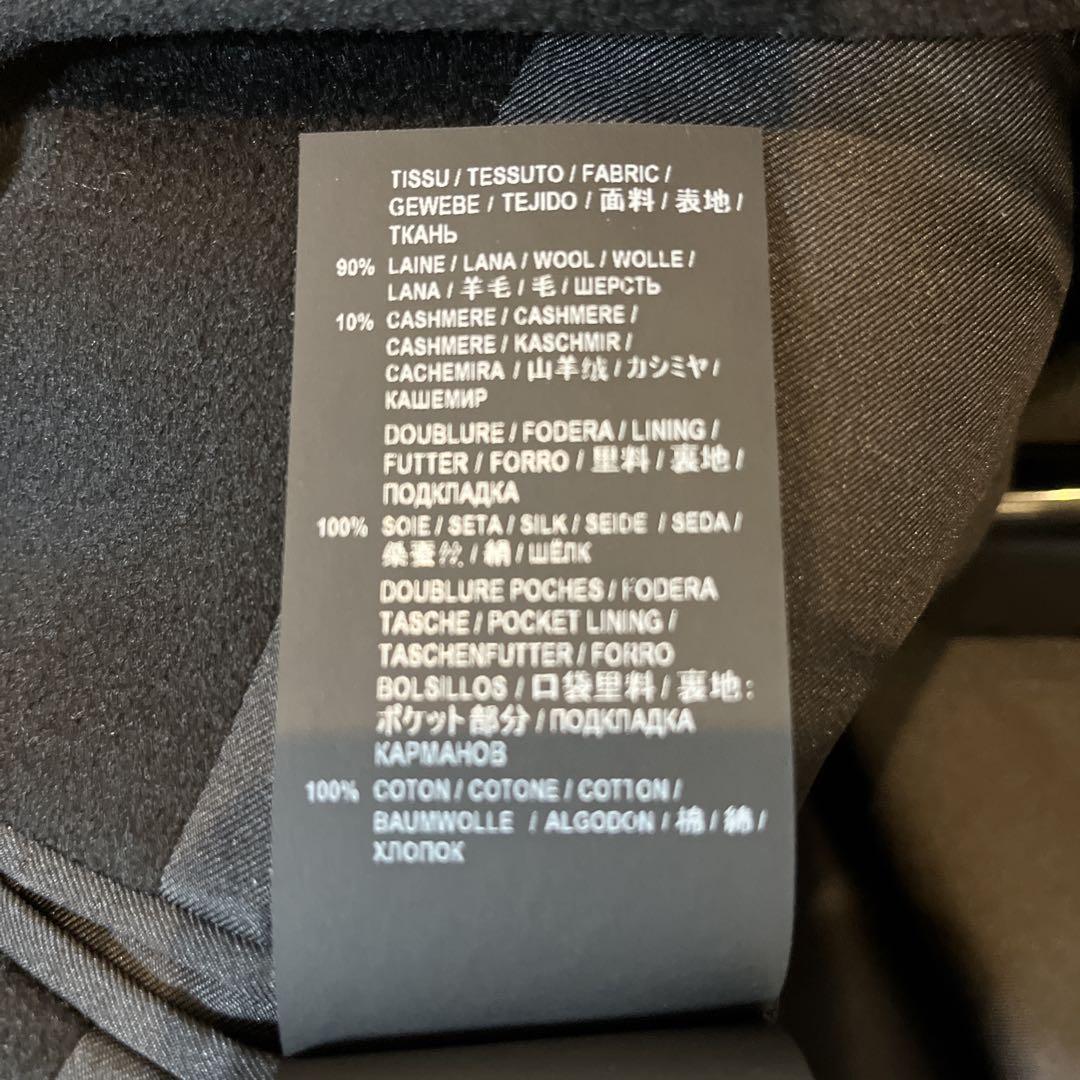 TISSU / TESSUTO / FABRIC /
GEWEBE / TEJIDO / 面料 / 表地 /
ТКАНЬ
90% LAINE / LANA / WOOL / WOLLE /
LANA / 羊毛 / 毛 / ШЕРСТЬ
10% CASHMERE / CASHMERE /
CASHMERE / KASCHMIR /
CACHEMIRA / 山羊绒 / カシミヤ /
КАШЕМИР
DOUBLURE / FODERA / LINING /
FUTTER / FORRO / 里料 / 裏地 /
ПОДКЛАДКА
100% SOIE / SETA / SILK / SEIDE / SEDA /
桑蚕丝 / 絹 / ШЁЛК
DOUBLURE POCHES / FODERA
TASCHE / POCKET LINING /
TASCHENFUTTER / FORRO
BOLSILLOS / 口袋里料 / 裏地:
ポケット部分 / ПОДКЛАДКА
КАРМАНОВ
100% COTON / COTONE / COTTON /
BAUMWOLLE / ALGODON / 棉 / 綿 /
ХЛОПОК